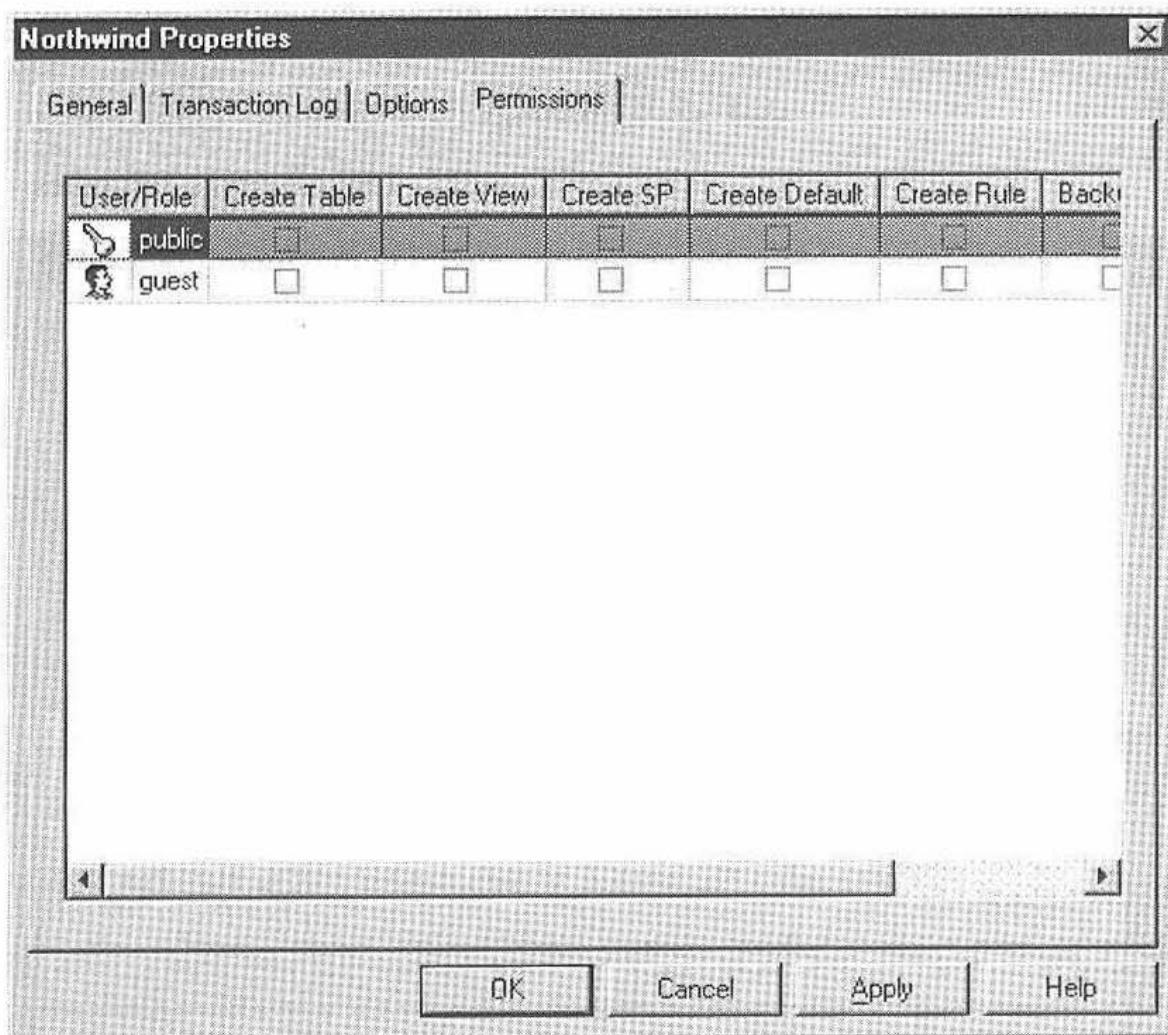 Northwind Properties
General Transaction Log Options Permissions
User/Role Create Table Create View Create SP Create Default Create Rule Backu
public
guest
OK Cancel Apply Help